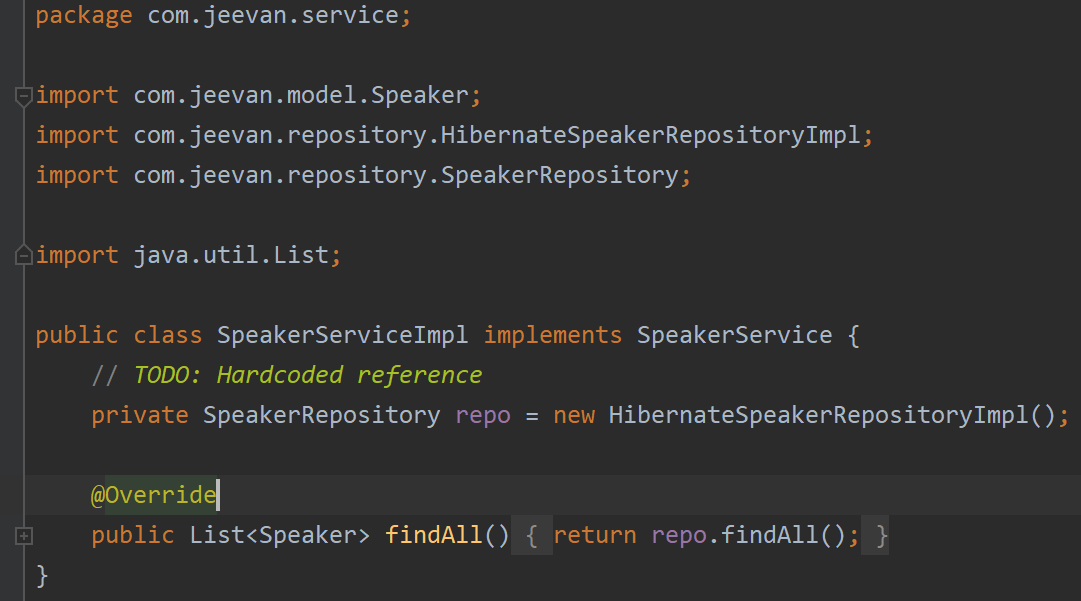 package com.jeevan.service;
import com.jeevan.model.Speaker;
import com.jeevan.repository.HibernateSpeakerRepositoryImpl;
import com.jeevan.repository.SpeakerRepository;
import java.util.List;
public class SpeakerServiceImpl implements SpeakerService {
// TODO: Hardcoded reference
private SpeakerRepository repo = new HibernateSpeakerRepositoryImpl();
@Override
public List<Speaker> findAll() { return repo.findAll(); }
}